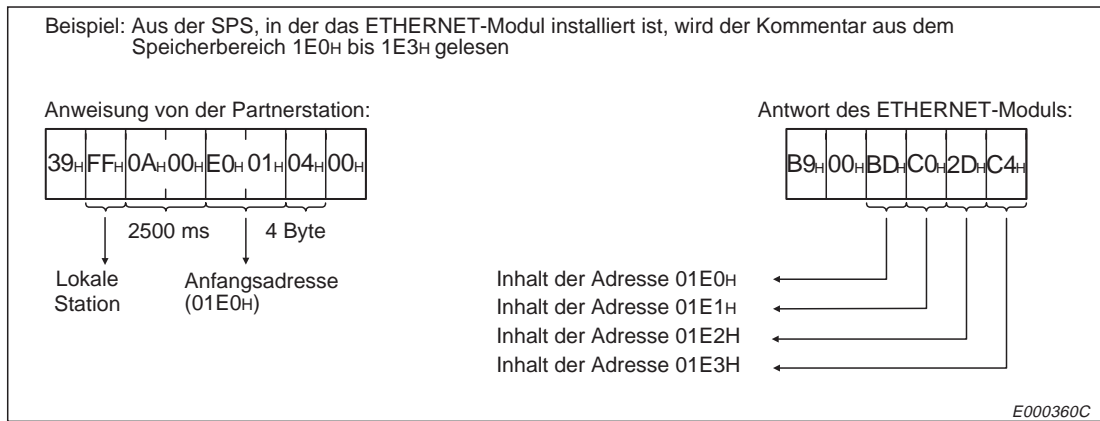 Beispiel: Aus der SPS, in der das ETHERNET-Modul installiert ist, wird der Kommentar aus dem
Speicherbereich 1E0H bis 1E3H gelesen
Anweisung von der Partnerstation:
39H FFH 0AH 00H E0H 01H 04H 00H
2500 ms 4 Byte
Lokale
Station
Anfangsadresse
(01E0H)
Antwort des ETHERNET-Moduls:
B9H 00H BDH C0H 2DH C4H
Inhalt der Adresse 01E0H
Inhalt der Adresse 01E1H
Inhalt der Adresse 01E2H
Inhalt der Adresse 01E3H
E000360C